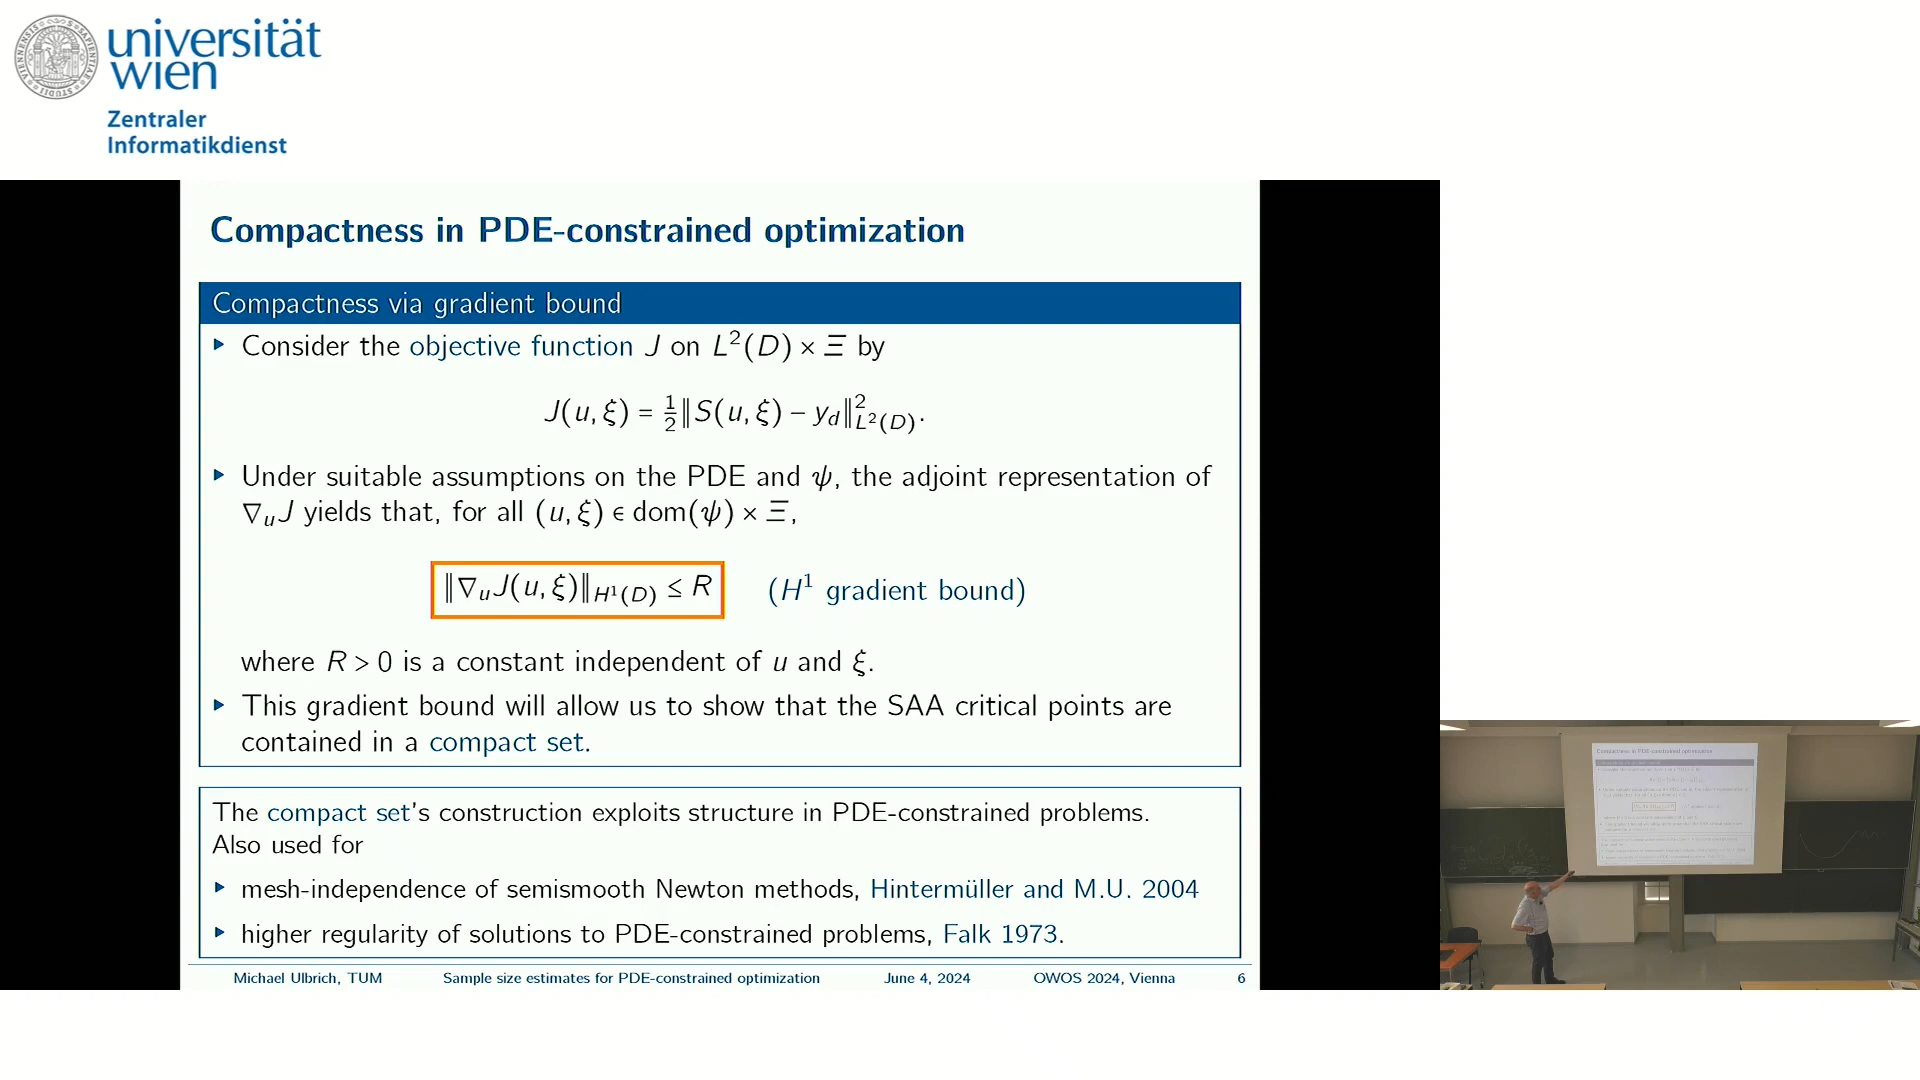 universität
wien
Zentraler
Informatikdienst
Compactness in PDE-constrained optimization
Compactness via gradient bound
▸ Consider the objective function J on L²(D) × Ξ by
J(u, ξ) = ½‖S(u, ξ) − y_d‖²_{L²(D)}.
▸ Under suitable assumptions on the PDE and ψ, the adjoint representation of
∇_u J yields that, for all (u, ξ) ∈ dom(ψ) × Ξ,
‖∇_u J(u, ξ)‖_{H¹(D)} ≤ R (H¹ gradient bound)
where R > 0 is a constant independent of u and ξ.
▸ This gradient bound will allow us to show that the SAA critical points are
contained in a compact set.
The compact set's construction exploits structure in PDE-constrained problems.
Also used for
▸ mesh-independence of semismooth Newton methods, Hintermüller and M.U. 2004
▸ higher regularity of solutions to PDE-constrained problems, Falk 1973.
Michael Ulbrich, TUM Sample size estimates for PDE-constrained optimization June 4, 2024 OWOS 2024, Vienna 6